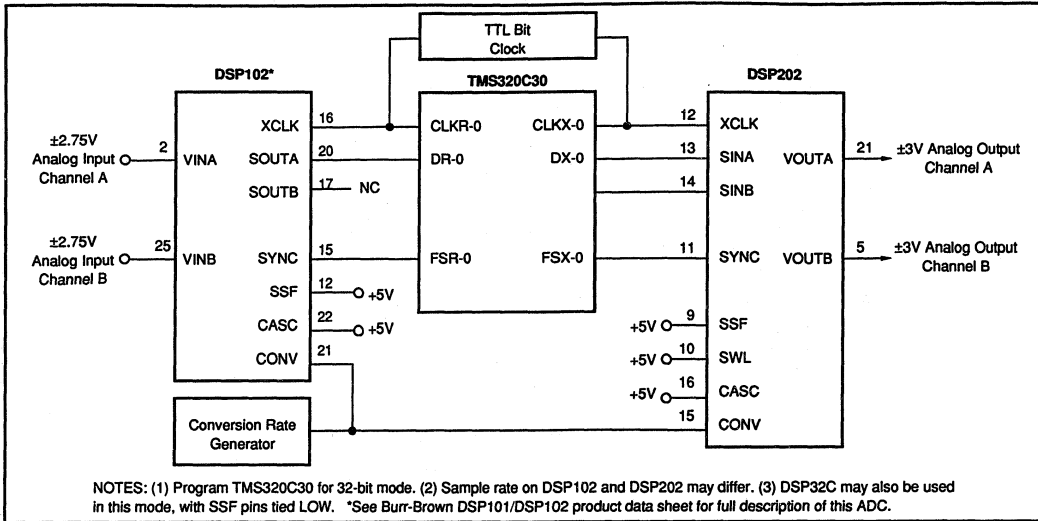 TTL Bit
Clock
DSP102*
TMS320C30
DSP202
±2.75V
Analog Input
Channel A
2
VINA
XCLK
16
CLKR-0
CLKX-0
12
XCLK
SOUTA
20
DR-0
DX-0
13
SINA
VOUTA
21
±3V Analog Output
Channel A
SOUTB
17
NC
14
SINB
±2.75V
Analog Input
Channel B
25
VINB
SYNC
15
FSR-0
FSX-0
11
SYNC
VOUTB
5
±3V Analog Output
Channel B
SSF
12
+5V
CASC
22
+5V
CONV
21
+5V
9
SSF
+5V
10
SWL
+5V
16
CASC
15
CONV
Conversion Rate
Generator
NOTES: (1) Program TMS320C30 for 32-bit mode. (2) Sample rate on DSP102 and DSP202 may differ. (3) DSP32C may also be used
in this mode, with SSF pins tied LOW. *See Burr-Brown DSP101/DSP102 product data sheet for full description of this ADC.